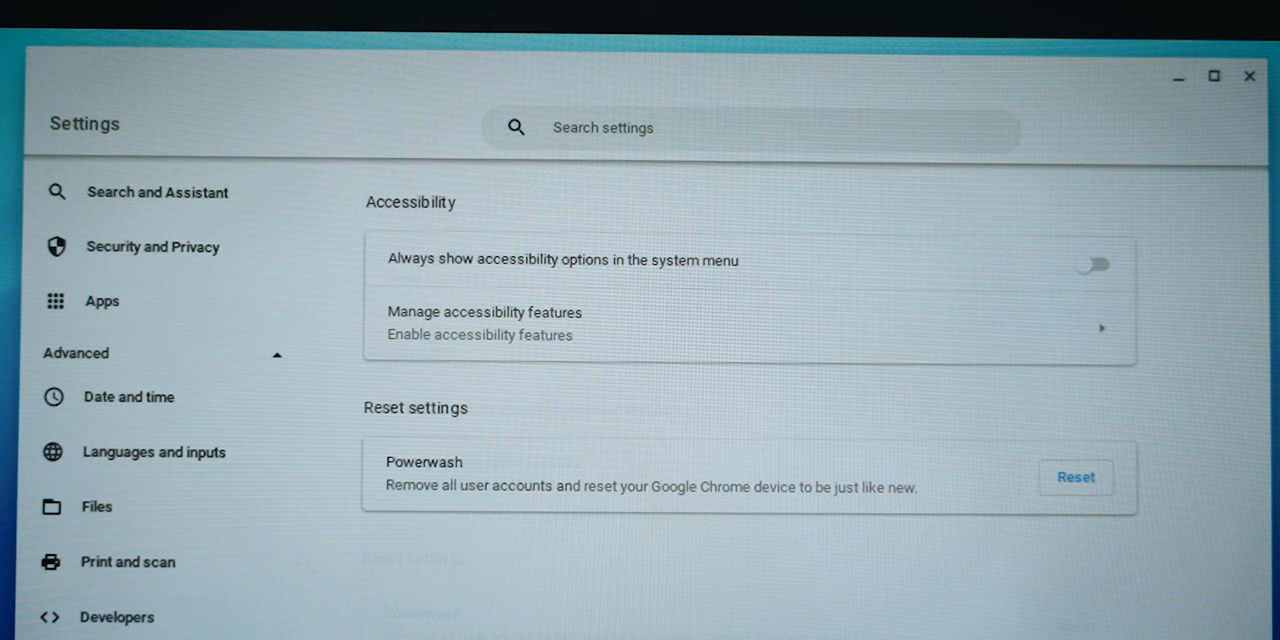 Settings
Search settings
Search and Assistant
Security and Privacy
Apps
Advanced
Date and time
Languages and inputs
Files
Print and scan
Developers
Accessibility
Always show accessibility options in the system menu
Manage accessibility features
Enable accessibility features
Reset settings
Powerwash
Remove all user accounts and reset your Google Chrome device to be just like new.
Reset